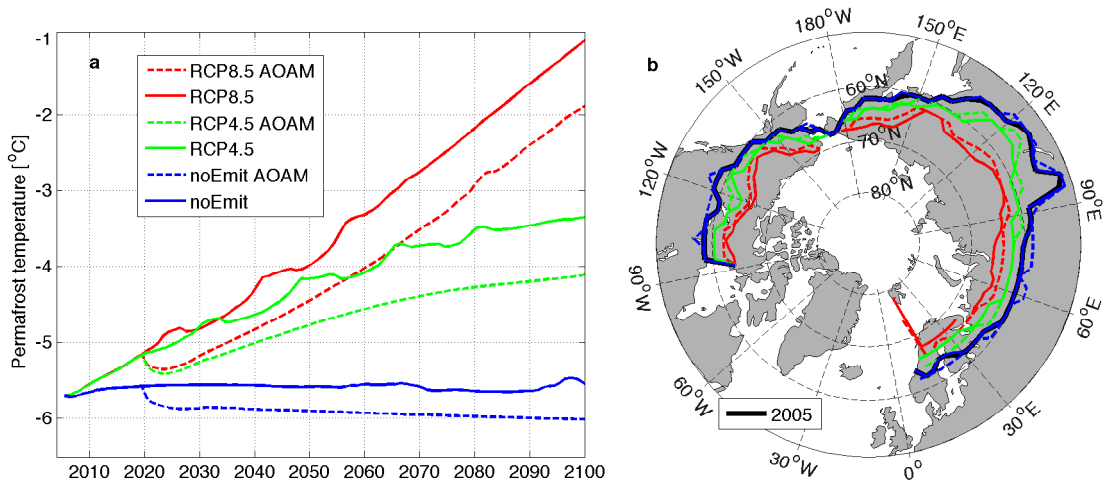 a
Permafrost temperature [°C]
-1
-2
-3
-4
-5
-6
RCP8.5 AOAM
RCP8.5
RCP4.5 AOAM
RCP4.5
noEmit AOAM
noEmit
2010 2020 2030 2040 2050 2060 2070 2080 2090 2100
b
180°W
150°E
150°W
120°E
120°W
90°E
90°W
60°E
60°W
30°E
30°W
0°
60°N
70°N
80°N
2005